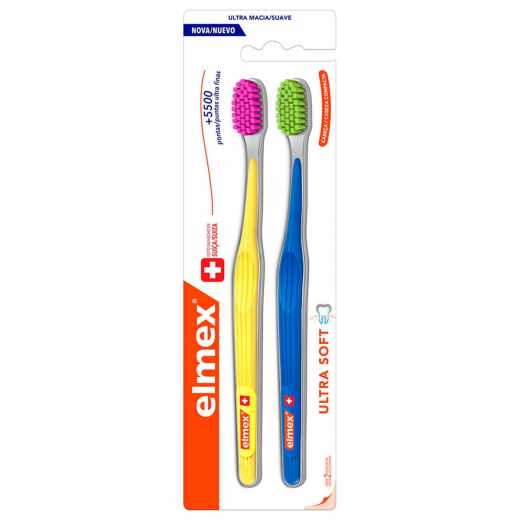 ULTRA MACIA/SUAVE
NOVA/NUEVO
+5500
pontas/puntas ultra finas
CABEÇA / CABEZA COMPACTA
SUÍÇA/SUIZA
elmex®
ULTRA SOFT
elmex
elmex